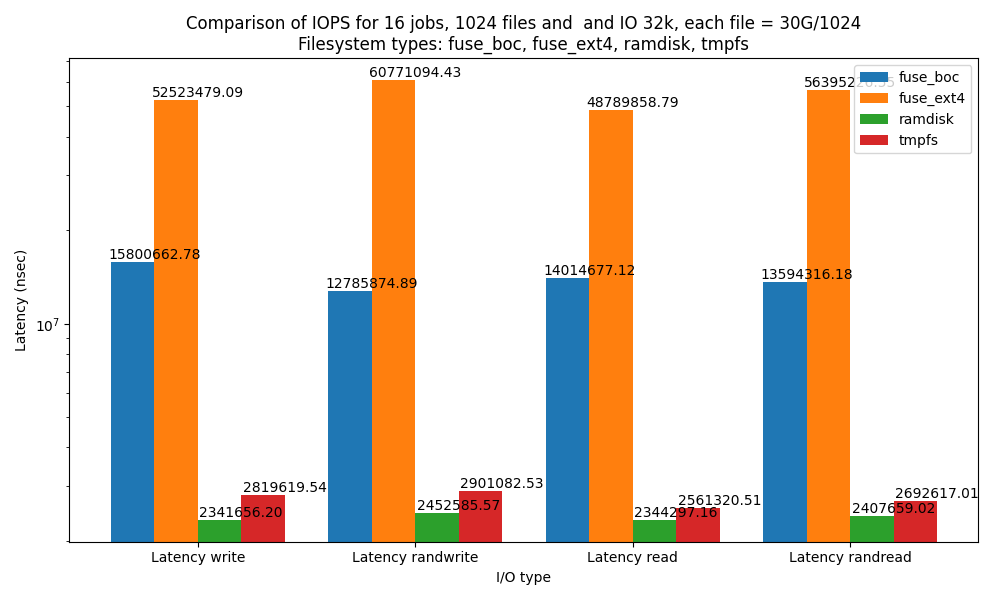 Comparison of IOPS for 16 jobs, 1024 files and  and IO 32k, each file = 30G/1024
Filesystem types: fuse_boc, fuse_ext4, ramdisk, tmpfs
fuse_boc
fuse_ext4
ramdisk
tmpfs
Latency (nsec)
10^7
52523479.09
60771094.43
48789858.79
15800662.78
12785874.89
14014677.12
13594316.18
2341656.20
2819619.54
2452585.57
2901082.53
2344297.16
2561320.51
2407659.02
2692617.01
Latency write
Latency randwrite
Latency read
Latency randread
I/O type